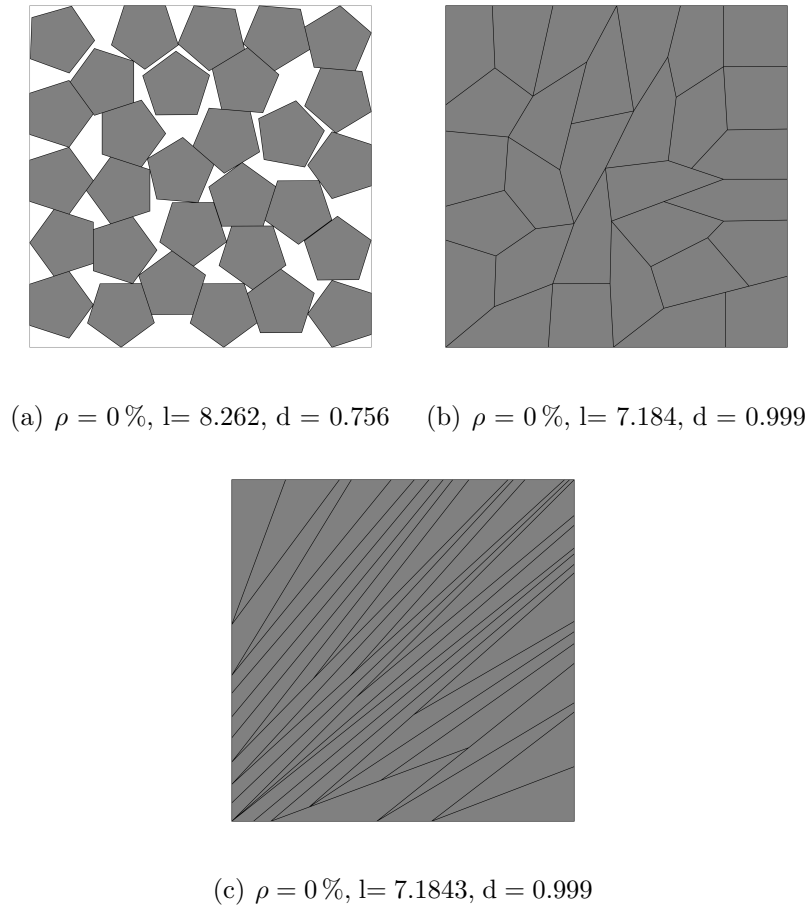 (a) ρ = 0 %, l= 8.262, d = 0.756
(b) ρ = 0 %, l= 7.184, d = 0.999
(c) ρ = 0 %, l= 7.1843, d = 0.999